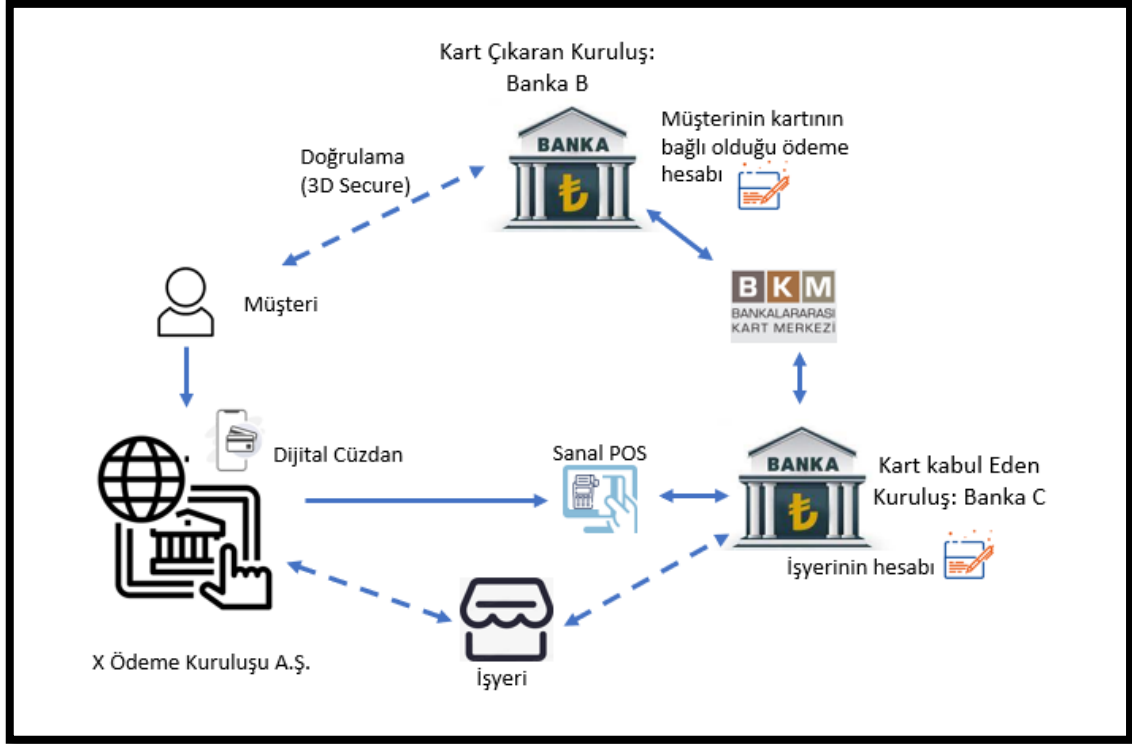 Kart Çıkaran Kuruluş:
Banka B
BANKA
Müşterinin kartının
bağlı olduğu ödeme
hesabı
Doğrulama
(3D Secure)
Müşteri
BKM
BANKALARARASI
KART MERKEZİ
Dijital Cüzdan
Sanal POS
BANKA
Kart kabul Eden
Kuruluş: Banka C
İşyerinin hesabı
X Ödeme Kuruluşu A.Ş.
İşyeri